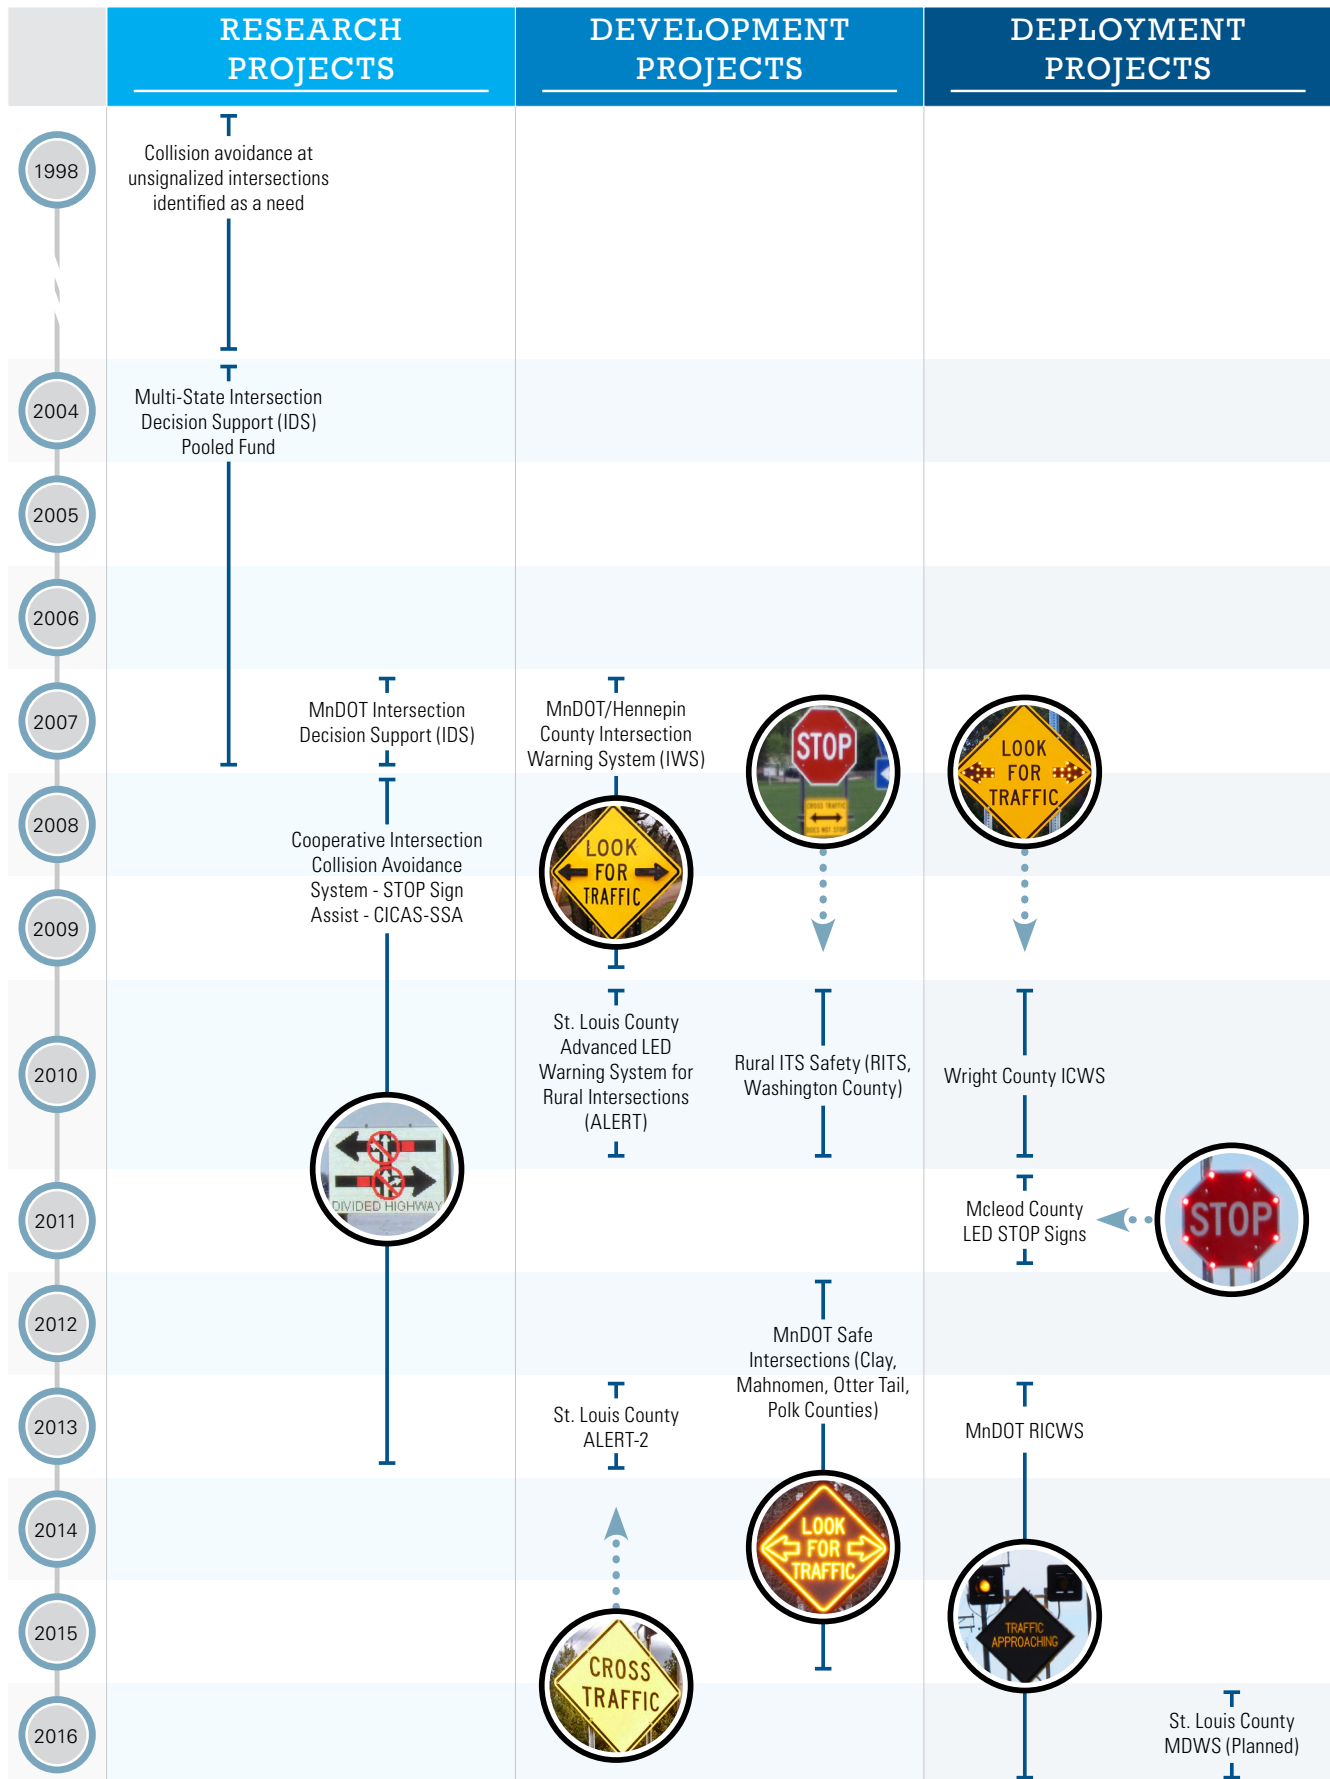 RESEARCH
PROJECTS
DEVELOPMENT
PROJECTS
DEPLOYMENT
PROJECTS
1998
Collision avoidance at
unsignalized intersections
identified as a need
2004
Multi-State Intersection
Decision Support (IDS)
Pooled Fund
2005
2006
2007
MnDOT Intersection
Decision Support (IDS)
MnDOT/Hennepin
County Intersection
Warning System (IWS)
STOP
CROSS TRAFFIC
DOES NOT STOP
LOOK
FOR
TRAFFIC
2008
Cooperative Intersection
Collision Avoidance
System - STOP Sign
Assist - CICAS-SSA
LOOK
FOR
TRAFFIC
2009
2010
St. Louis County
Advanced LED
Warning System for
Rural Intersections
(ALERT)
Rural ITS Safety (RITS,
Washington County)
Wright County ICWS
DIVIDED HIGHWAY
2011
Mcleod County
LED STOP Signs
STOP
2012
MnDOT Safe
Intersections (Clay,
Mahnomen, Otter Tail,
Polk Counties)
2013
St. Louis County
ALERT-2
MnDOT RICWS
2014
LOOK
FOR
TRAFFIC
2015
TRAFFIC
APPROACHING
CROSS
TRAFFIC
2016
St. Louis County
MDWS (Planned)